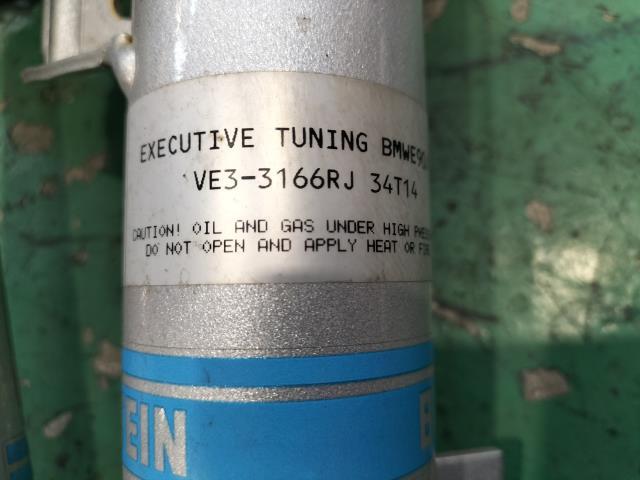 EXECUTIVE TUNING BMWE90
VE3-3166RJ 34T14
CAUTION! OIL AND GAS UNDER HIGH
DO NOT OPEN AND APPLY HEAT OR
EIN B